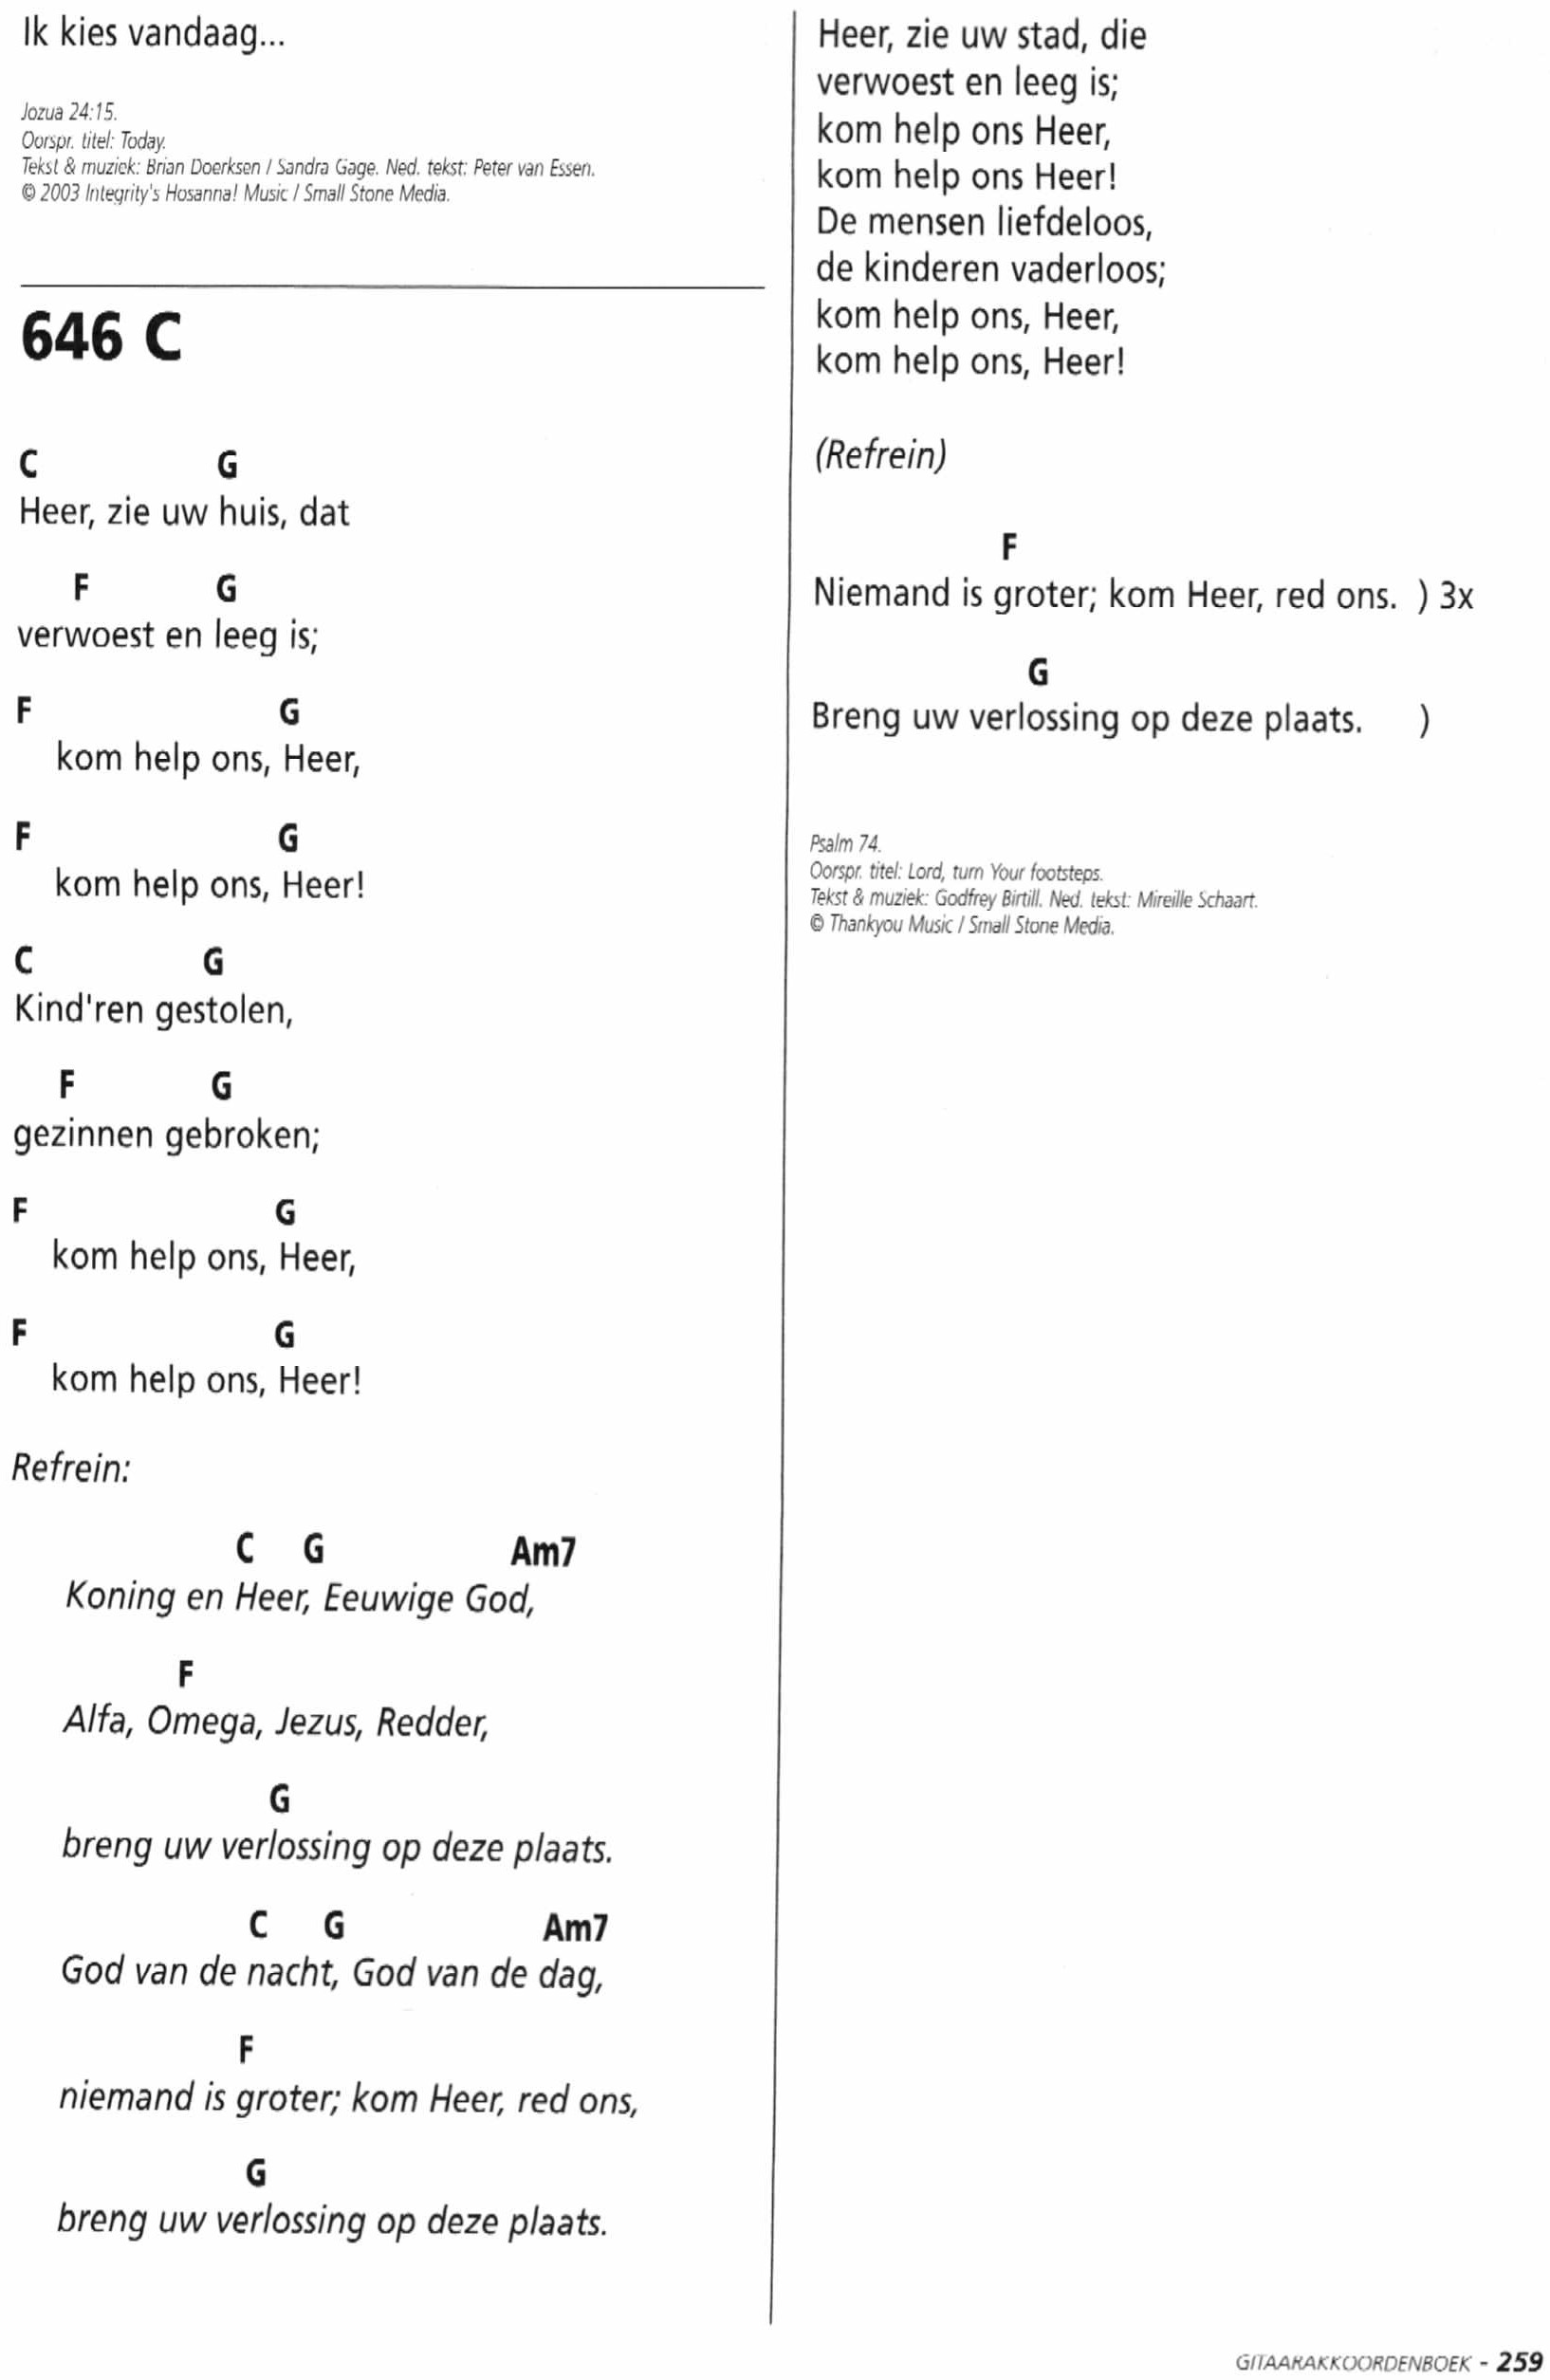 Ik kies vandaag...
Jozua 24:15.
Oorspr. titel: Today.
Tekst & muziek: Brian Doerksen / Sandra Gage. Ned. tekst: Peter van Essen.
© 2003 Integrity's Hosanna! Music / Small Stone Media.
646 C
C G
Heer, zie uw huis, dat
F G
verwoest en leeg is;
F G
kom help ons, Heer,
F G
kom help ons, Heer!
C G
Kind'ren gestolen,
F G
gezinnen gebroken;
F G
kom help ons, Heer,
F G
kom help ons, Heer!
Refrein:
C G Am7
Koning en Heer, Eeuwige God,
F
Alfa, Omega, Jezus, Redder,
G
breng uw verlossing op deze plaats.
C G Am7
God van de nacht, God van de dag,
F
niemand is groter; kom Heer, red ons,
G
breng uw verlossing op deze plaats.
Heer, zie uw stad, die
verwoest en leeg is;
kom help ons Heer,
kom help ons Heer!
De mensen liefdeloos,
de kinderen vaderloos;
kom help ons, Heer,
kom help ons, Heer!
(Refrein)
F
Niemand is groter; kom Heer, red ons. ) 3x
G
Breng uw verlossing op deze plaats. )
Psalm 74.
Oorspr. titel: Lord, turn Your footsteps.
Tekst & muziek: Godfrey Birtill. Ned. tekst: Mireille Schaart.
© Thankyou Music / Small Stone Media.
GITAARAKKOORDENBOEK - 259